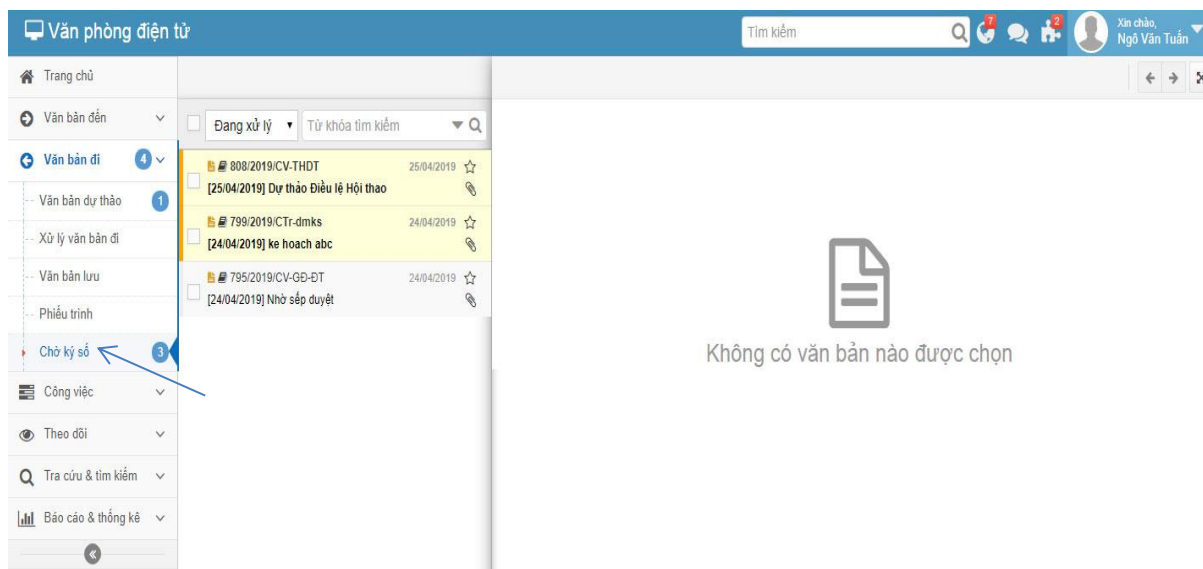 Văn phòng điện tử
Tìm kiếm
7
2
Xin chào,
Ngô Văn Tuấn
Trang chủ
Văn bản đến
Văn bản đi 4
Văn bản dự thảo 1
Xử lý văn bản đi
Văn bản lưu
Phiếu trình
Chờ ký số 3
Công việc
Theo dõi
Tra cứu & tìm kiếm
Báo cáo & thống kê
Đang xử lý
Từ khóa tìm kiếm
808/2019/CV-THDT 25/04/2019
[25/04/2019] Dự thảo Điều lệ Hội thao
799/2019/CTr-dmks 24/04/2019
[24/04/2019] ke hoach abc
795/2019/CV-GĐ-ĐT 24/04/2019
[24/04/2019] Nhờ sếp duyệt
Không có văn bản nào được chọn